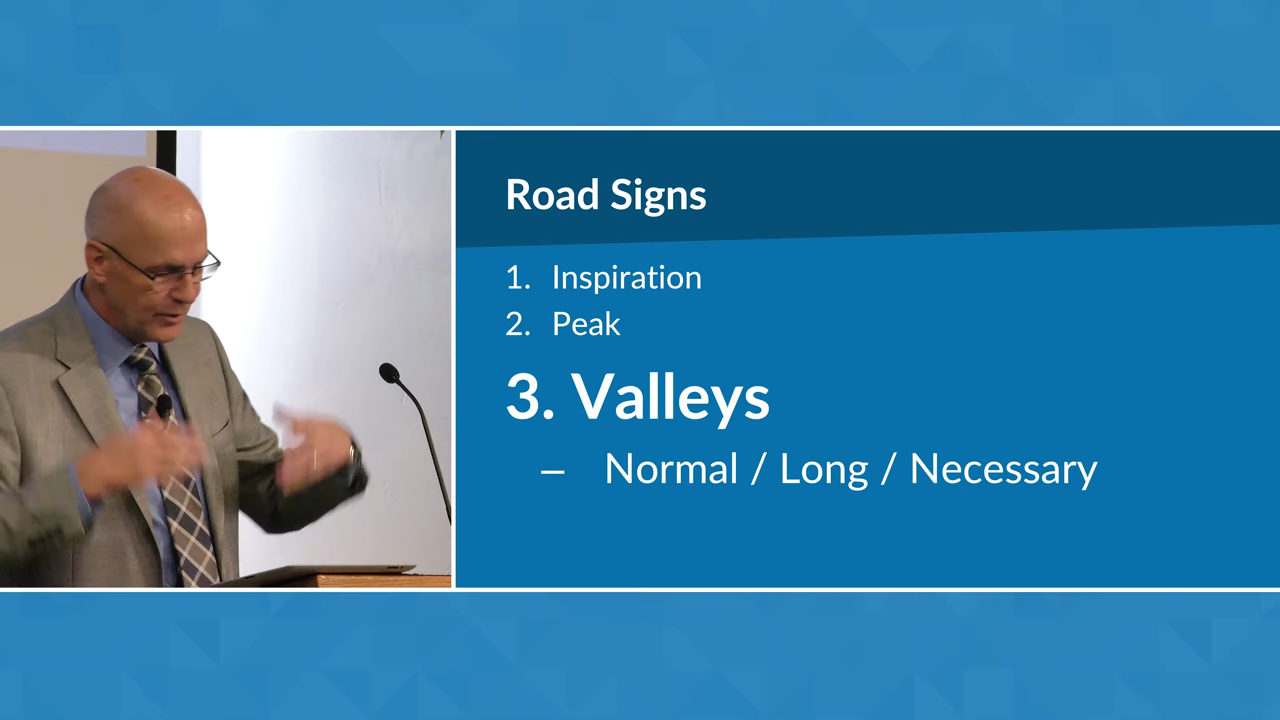 Road Signs
1. Inspiration
2. Peak
3. Valleys
– Normal / Long / Necessary